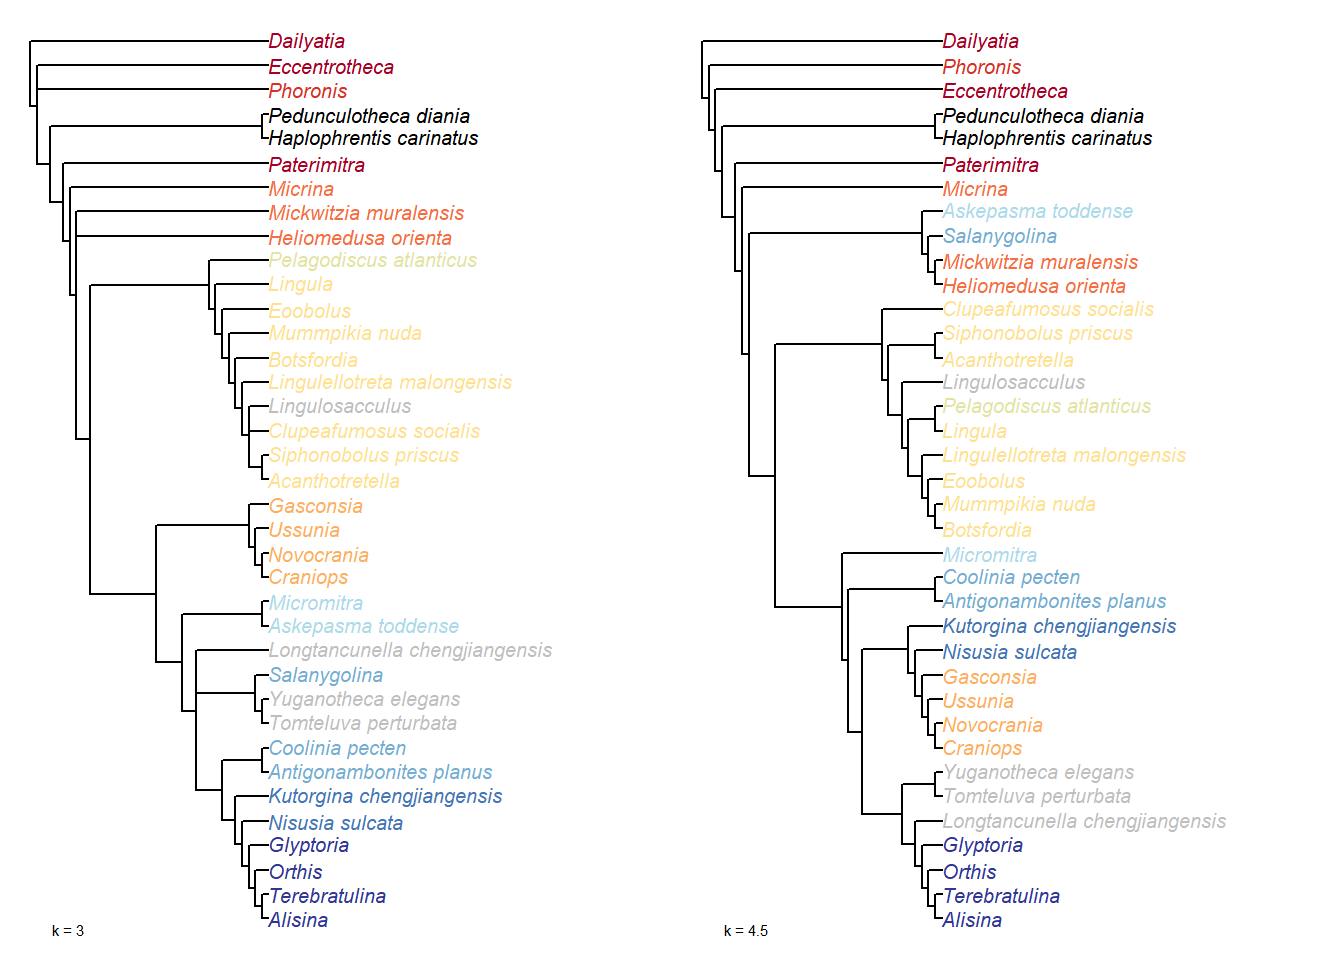 Dailyatia
Eccentrotheca
Phoronis
Pedunculotheca diania
Haplophrentis carinatus
Paterimitra
Micrina
Mickwitzia muralensis
Heliomedusa orienta
Pelagodiscus atlanticus
Lingula
Eoobolus
Mummpikia nuda
Botsfordia
Lingulellotreta malongensis
Lingulosacculus
Clupeafumosus socialis
Siphonobolus priscus
Acanthotretella
Gasconsia
Ussunia
Novocrania
Craniops
Micromitra
Askepasma toddense
Longtancunella chengjiangensis
Salanygolina
Yuganotheca elegans
Tomteluva perturbata
Coolinia pecten
Antigonambonites planus
Kutorgina chengjiangensis
Nisusia sulcata
Glyptoria
Orthis
Terebratulina
Alisina
k = 3
Dailyatia
Phoronis
Eccentrotheca
Pedunculotheca diania
Haplophrentis carinatus
Paterimitra
Micrina
Askepasma toddense
Salanygolina
Mickwitzia muralensis
Heliomedusa orienta
Clupeafumosus socialis
Siphonobolus priscus
Acanthotretella
Lingulosacculus
Pelagodiscus atlanticus
Lingula
Lingulellotreta malongensis
Eoobolus
Mummpikia nuda
Botsfordia
Micromitra
Coolinia pecten
Antigonambonites planus
Kutorgina chengjiangensis
Nisusia sulcata
Gasconsia
Ussunia
Novocrania
Craniops
Yuganotheca elegans
Tomteluva perturbata
Longtancunella chengjiangensis
Glyptoria
Orthis
Terebratulina
Alisina
k = 4.5